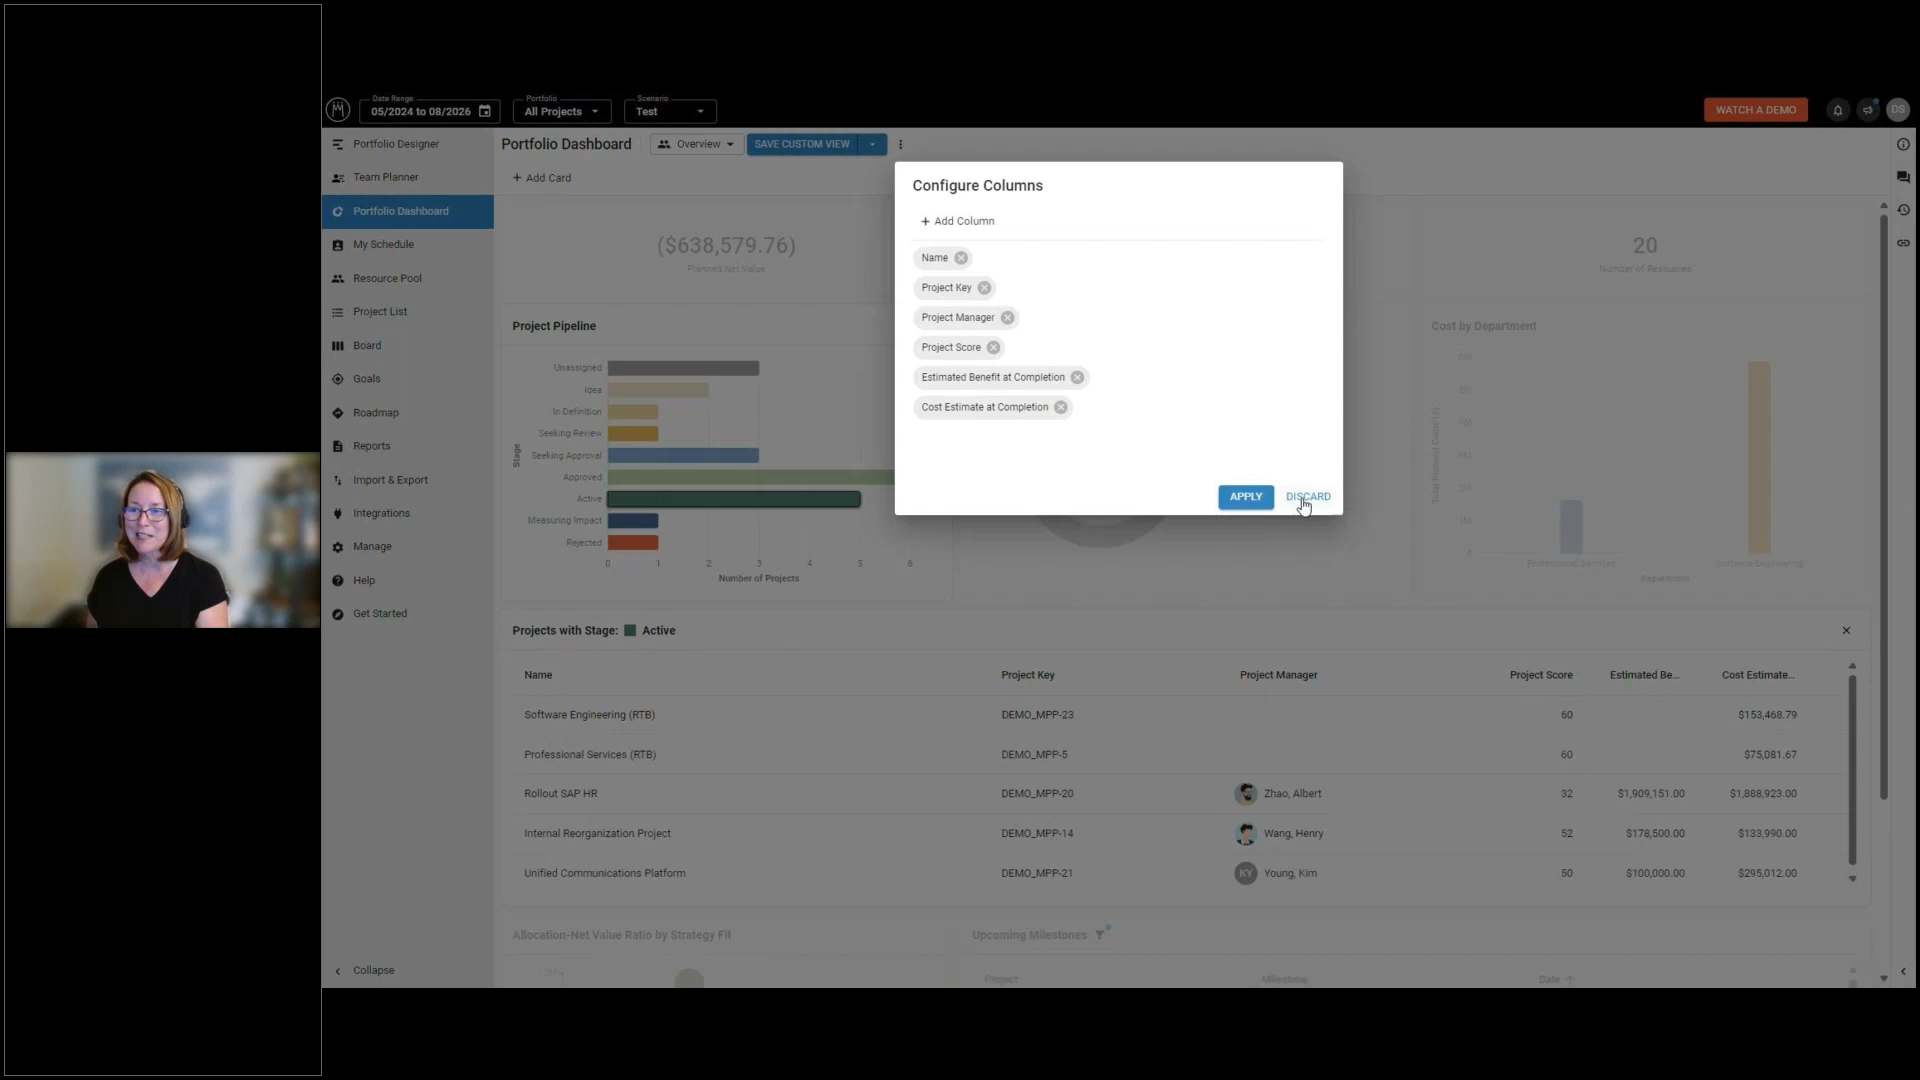 Date Range
05/2024 to 08/2026
Portfolio
All Projects
Scenario
Test
WATCH A DEMO
DS
Portfolio Designer
Team Planner
Portfolio Dashboard
My Schedule
Resource Pool
Project List
Board
Goals
Roadmap
Reports
Import & Export
Integrations
Manage
Help
Get Started
Collapse
Portfolio Dashboard
Overview
SAVE CUSTOM VIEW
+ Add Card
($638,579.76)
Planned Net Value
20
Number of Resources
Configure Columns
+ Add Column
Name
Project Key
Project Manager
Project Score
Estimated Benefit at Completion
Cost Estimate at Completion
APPLY
DISCARD
Project Pipeline
Stage
Unassigned
Idea
In Definition
Seeking Review
Seeking Approval
Approved
Active
Measuring Impact
Rejected
0 1 2 3 4 5 6
Number of Projects
Cost by Department
Professional Services
Software Engineering
Department
Projects with Stage: Active
Name Project Key Project Manager Project Score Estimated Be... Cost Estimate...
Software Engineering (RTB) DEMO_MPP-23 60 $153,468.79
Professional Services (RTB) DEMO_MPP-5 60 $75,081.67
Rollout SAP HR DEMO_MPP-20 Zhao, Albert 32 $1,909,151.00 $1,888,923.00
Internal Reorganization Project DEMO_MPP-14 Wang, Henry 52 $178,500.00 $133,990.00
Unified Communications Platform DEMO_MPP-21 KY Young, Kim 50 $100,000.00 $295,012.00
Allocation-Net Value Ratio by Strategy Fit
Upcoming Milestones
Project Milestone Date